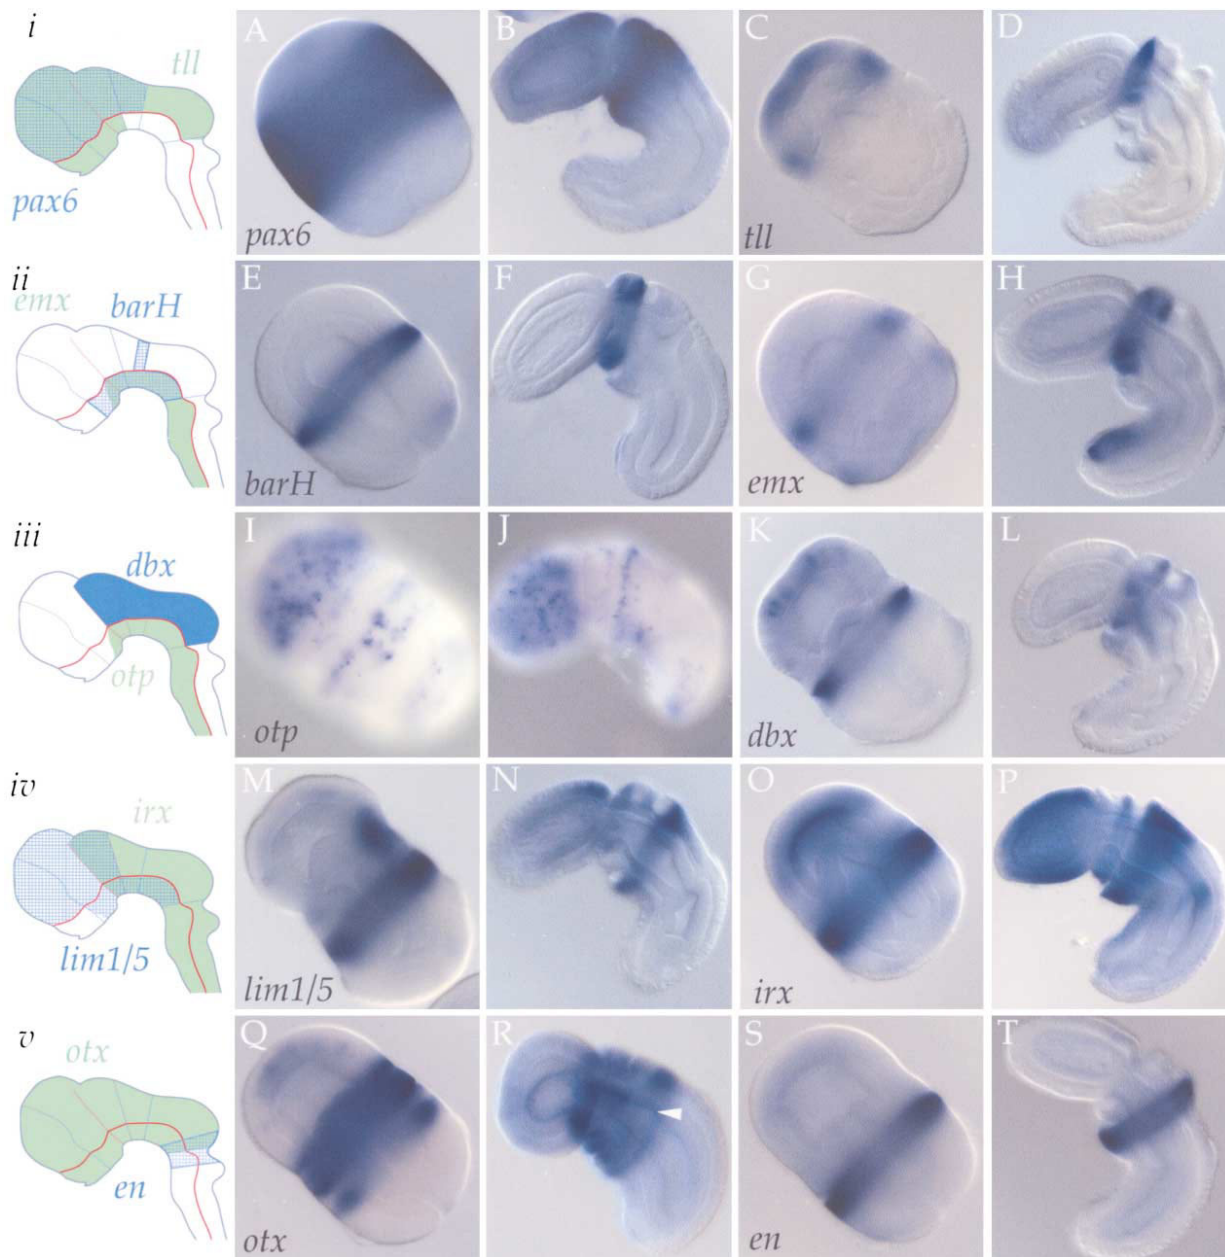 i
tll
pax6
A
pax6
B
C
tll
D
ii
emx
barH
E
barH
F
G
emx
H
iii
dbx
otp
I
otp
J
K
dbx
L
iv
irx
lim1/5
M
lim1/5
N
O
irx
P
v
otx
en
Q
otx
R
S
en
T